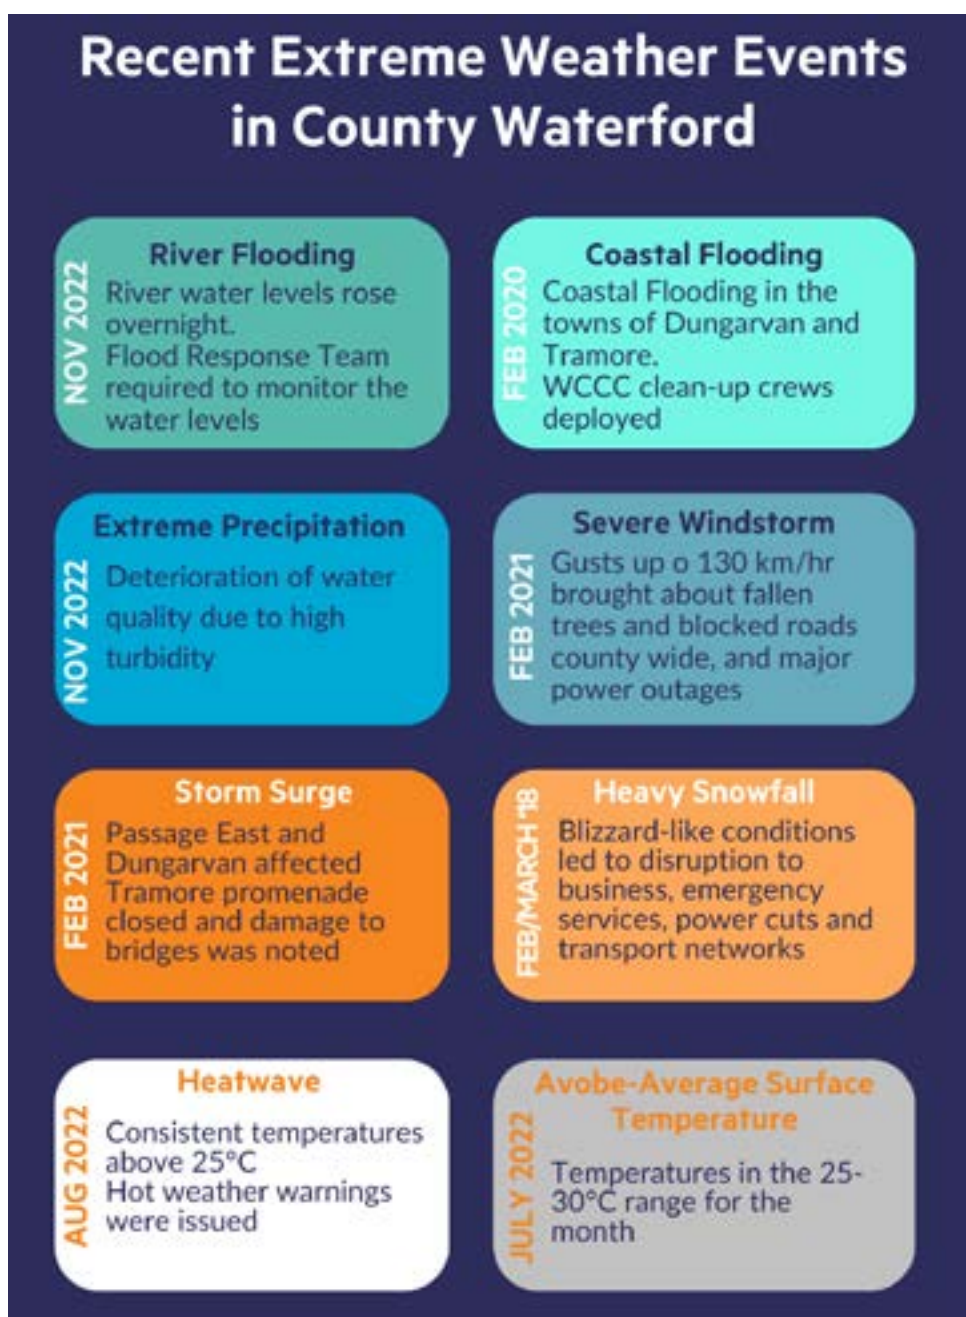 Recent Extreme Weather Events
in County Waterford
NOV 2022
River Flooding
River water levels rose
overnight.
Flood Response Team
required to monitor the
water levels
FEB 2020
Coastal Flooding
Coastal Flooding in the
towns of Dungarvan and
Tramore.
WCCC clean-up crews
deployed
NOV 2022
Extreme Precipitation
Deterioration of water
quality due to high
turbidity
FEB 2021
Severe Windstorm
Gusts up o 130 km/hr
brought about fallen
trees and blocked roads
county wide, and major
power outages
FEB 2021
Storm Surge
Passage East and
Dungarvan affected
Tramore promenade
closed and damage to
bridges was noted
FEB/MARCH '18
Heavy Snowfall
Blizzard-like conditions
led to disruption to
business, emergency
services, power cuts and
transport networks
AUG 2022
Heatwave
Consistent temperatures
above 25°C
Hot weather warnings
were issued
JULY 2022
Avobe-Average Surface
Temperature
Temperatures in the 25-
30°C range for the
month